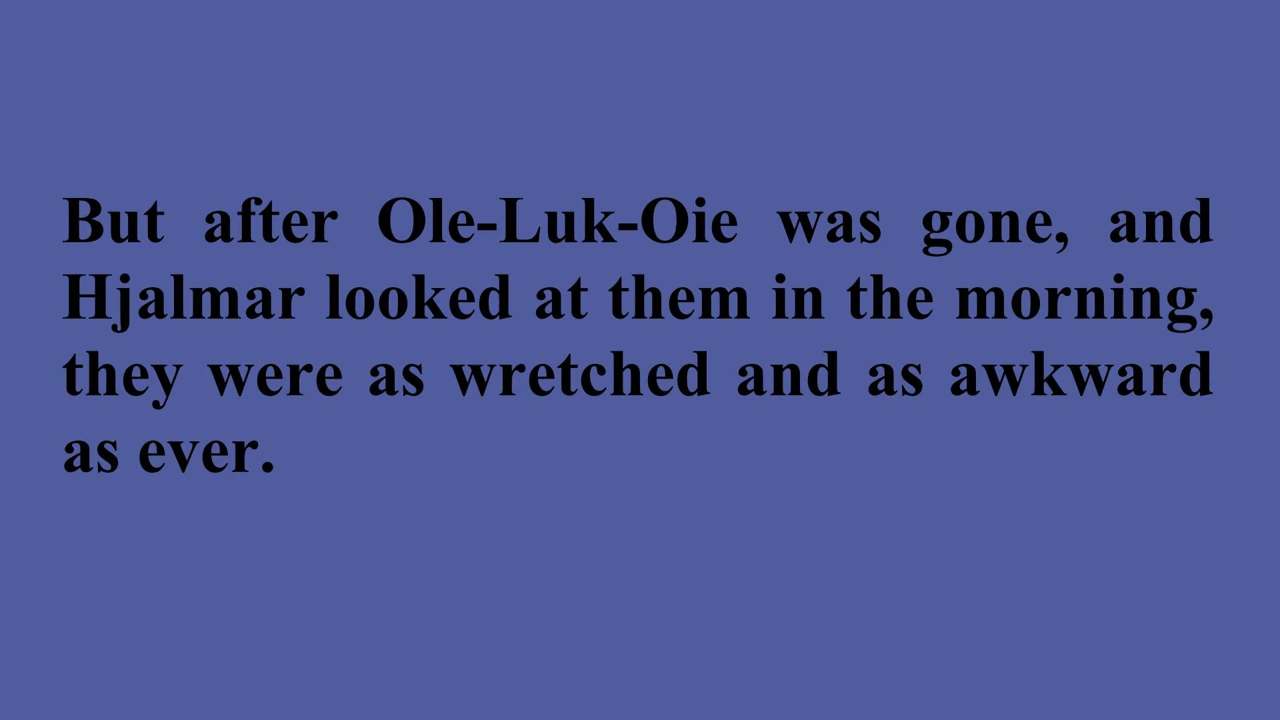 But after Ole-Luk-Oie was gone, and
Hjalmar looked at them in the morning,
they were as wretched and as awkward
as ever.